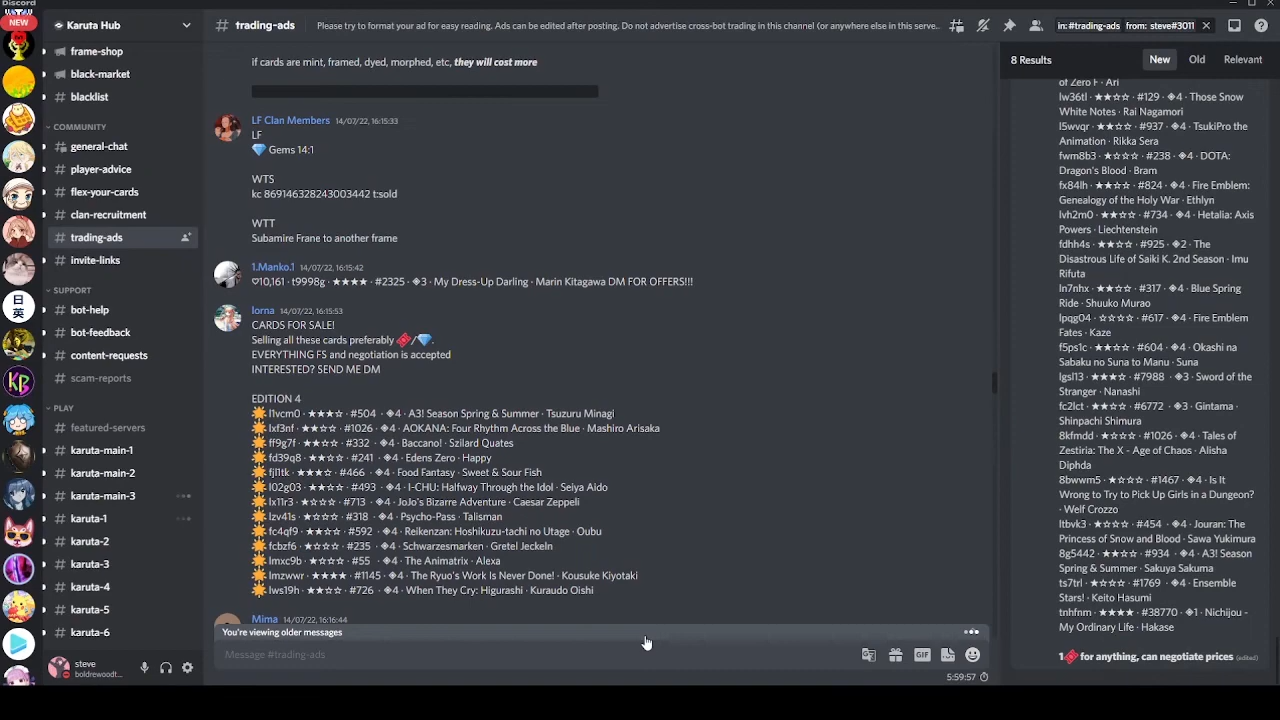 Discord
NEW
Karuta Hub
# trading-ads
Please try to format your ad for easy reading. Ads can be edited after posting. Do not advertise cross-bot trading in this channel (or anywhere else in this serve...
in: #trading-ads from: steve#3011
frame-shop
black-market
blacklist
COMMUNITY
general-chat
player-advice
flex-your-cards
clan-recruitment
trading-ads
invite-links
SUPPORT
bot-help
bot-feedback
content-requests
scam-reports
PLAY
featured-servers
karuta-main-1
karuta-main-2
karuta-main-3
karuta-1
karuta-2
karuta-3
karuta-4
karuta-5
karuta-6
日英
KB
steve
boldrewoodt...
if cards are mint, framed, dyed, morphed, etc, they will cost more
LF Clan Members 14/07/22, 16:15:33
LF
💎 Gems 14:1
WTS
kc 869146328243003442 t:sold
WTT
Subamire Frane to another frame
1.Manko.1 14/07/22, 16:15:42
♡10,161 · t9998g · ★★★★ · #2325 · ◈3 · My Dress-Up Darling · Marin Kitagawa DM FOR OFFERS!!!
lorna 14/07/22, 16:15:53
CARDS FOR SALE!
Selling all these cards preferably 🎟/💎.
EVERYTHING FS and negotiation is accepted
INTERESTED? SEND ME DM
EDITION 4
l1vcm0 · ★★★☆ · #504 · ◈4 · A3! Season Spring & Summer · Tsuzuru Minagi
lxf3nf · ★★☆☆ · #1026 · ◈4 · AOKANA: Four Rhythm Across the Blue · Mashiro Arisaka
ff9g7f · ★★☆☆ · #332 · ◈4 · Baccano! · Szilard Quates
fd39q8 · ★★☆☆ · #241 · ◈4 · Edens Zero · Happy
fjl1tk · ★★★☆ · #466 · ◈4 · Food Fantasy · Sweet & Sour Fish
l02g03 · ★★★☆ · #493 · ◈4 · I-CHU: Halfway Through the Idol · Seiya Aido
lx11r3 · ★☆☆☆ · #713 · ◈4 · JoJo's Bizarre Adventure · Caesar Zeppeli
lzv41s · ★☆☆☆ · #318 · ◈4 · Psycho-Pass · Talisman
fc4qf9 · ★★☆☆ · #592 · ◈4 · Reikenzan: Hoshikuzu-tachi no Utage · Oubu
fcbzf6 · ★☆☆☆ · #235 · ◈4 · Schwarzesmarken · Gretel Jeckeln
lmxc9b · ★☆☆☆ · #55 · ◈4 · The Animatrix · Alexa
lmzwwr · ★★★★ · #1145 · ◈4 · The Ryuo's Work Is Never Done! · Kousuke Kiyotaki
lws19h · ★★☆☆ · #726 · ◈4 · When They Cry: Higurashi · Kuraudo Oishi
Mima 14/07/22, 16:16:44
You're viewing older messages
Message #trading-ads
GIF
5:59:57
8 Results
New Old Relevant
of Zero F · Ari
lw36tl · ★★☆☆ · #129 · ◈4 · Those Snow
White Notes · Rai Nagamori
l5wvqr · ★★☆☆ · #937 · ◈4 · TsukiPro the
Animation · Rikka Sera
fwm8b3 · ★★☆☆ · #238 · ◈4 · DOTA:
Dragon's Blood · Bram
fx84lh · ★★★☆ · #824 · ◈4 · Fire Emblem:
Genealogy of the Holy War · Ethlyn
lvh2m0 · ★☆☆☆ · #734 · ◈4 · Hetalia: Axis
Powers · Liechtenstein
fdhh4s · ★★☆☆ · #925 · ◈2 · The
Disastrous Life of Saiki K. 2nd Season · Imu
Rifuta
ln7nhx · ★★☆☆ · #317 · ◈4 · Blue Spring
Ride · Shuuko Murao
lpqg04 · ★★★☆ · #617 · ◈4 · Fire Emblem
Fates · Kaze
f5ps1c · ★★★☆ · #604 · ◈4 · Okashi na
Sabaku no Suna to Manu · Suna
lgsl13 · ★★★☆ · #7988 · ◈3 · Sword of the
Stranger · Nanashi
fc2lct · ★★★☆ · #6772 · ◈3 · Gintama ·
Shinpachi Shimura
8kfmdd · ★★☆☆ · #1026 · ◈4 · Tales of
Zestiria: The X - Age of Chaos · Alisha
Diphda
8bwwm5 · ★☆☆☆ · #1467 · ◈4 · Is It
Wrong to Try to Pick Up Girls in a Dungeon?
· Welf Crozzo
ltbvk3 · ★☆☆☆ · #454 · ◈4 · Jouran: The
Princess of Snow and Blood · Sawa Yukimura
8g5442 · ★★☆☆ · #934 · ◈4 · A3! Season
Spring & Summer · Sakuya Sakuma
ts7trl · ★★☆☆ · #1769 · ◈4 · Ensemble
Stars! · Keito Hasumi
tnhfnm · ★★★★ · #38770 · ◈1 · Nichijou -
My Ordinary Life · Hakase
1🎟 for anything, can negotiate prices (edited)